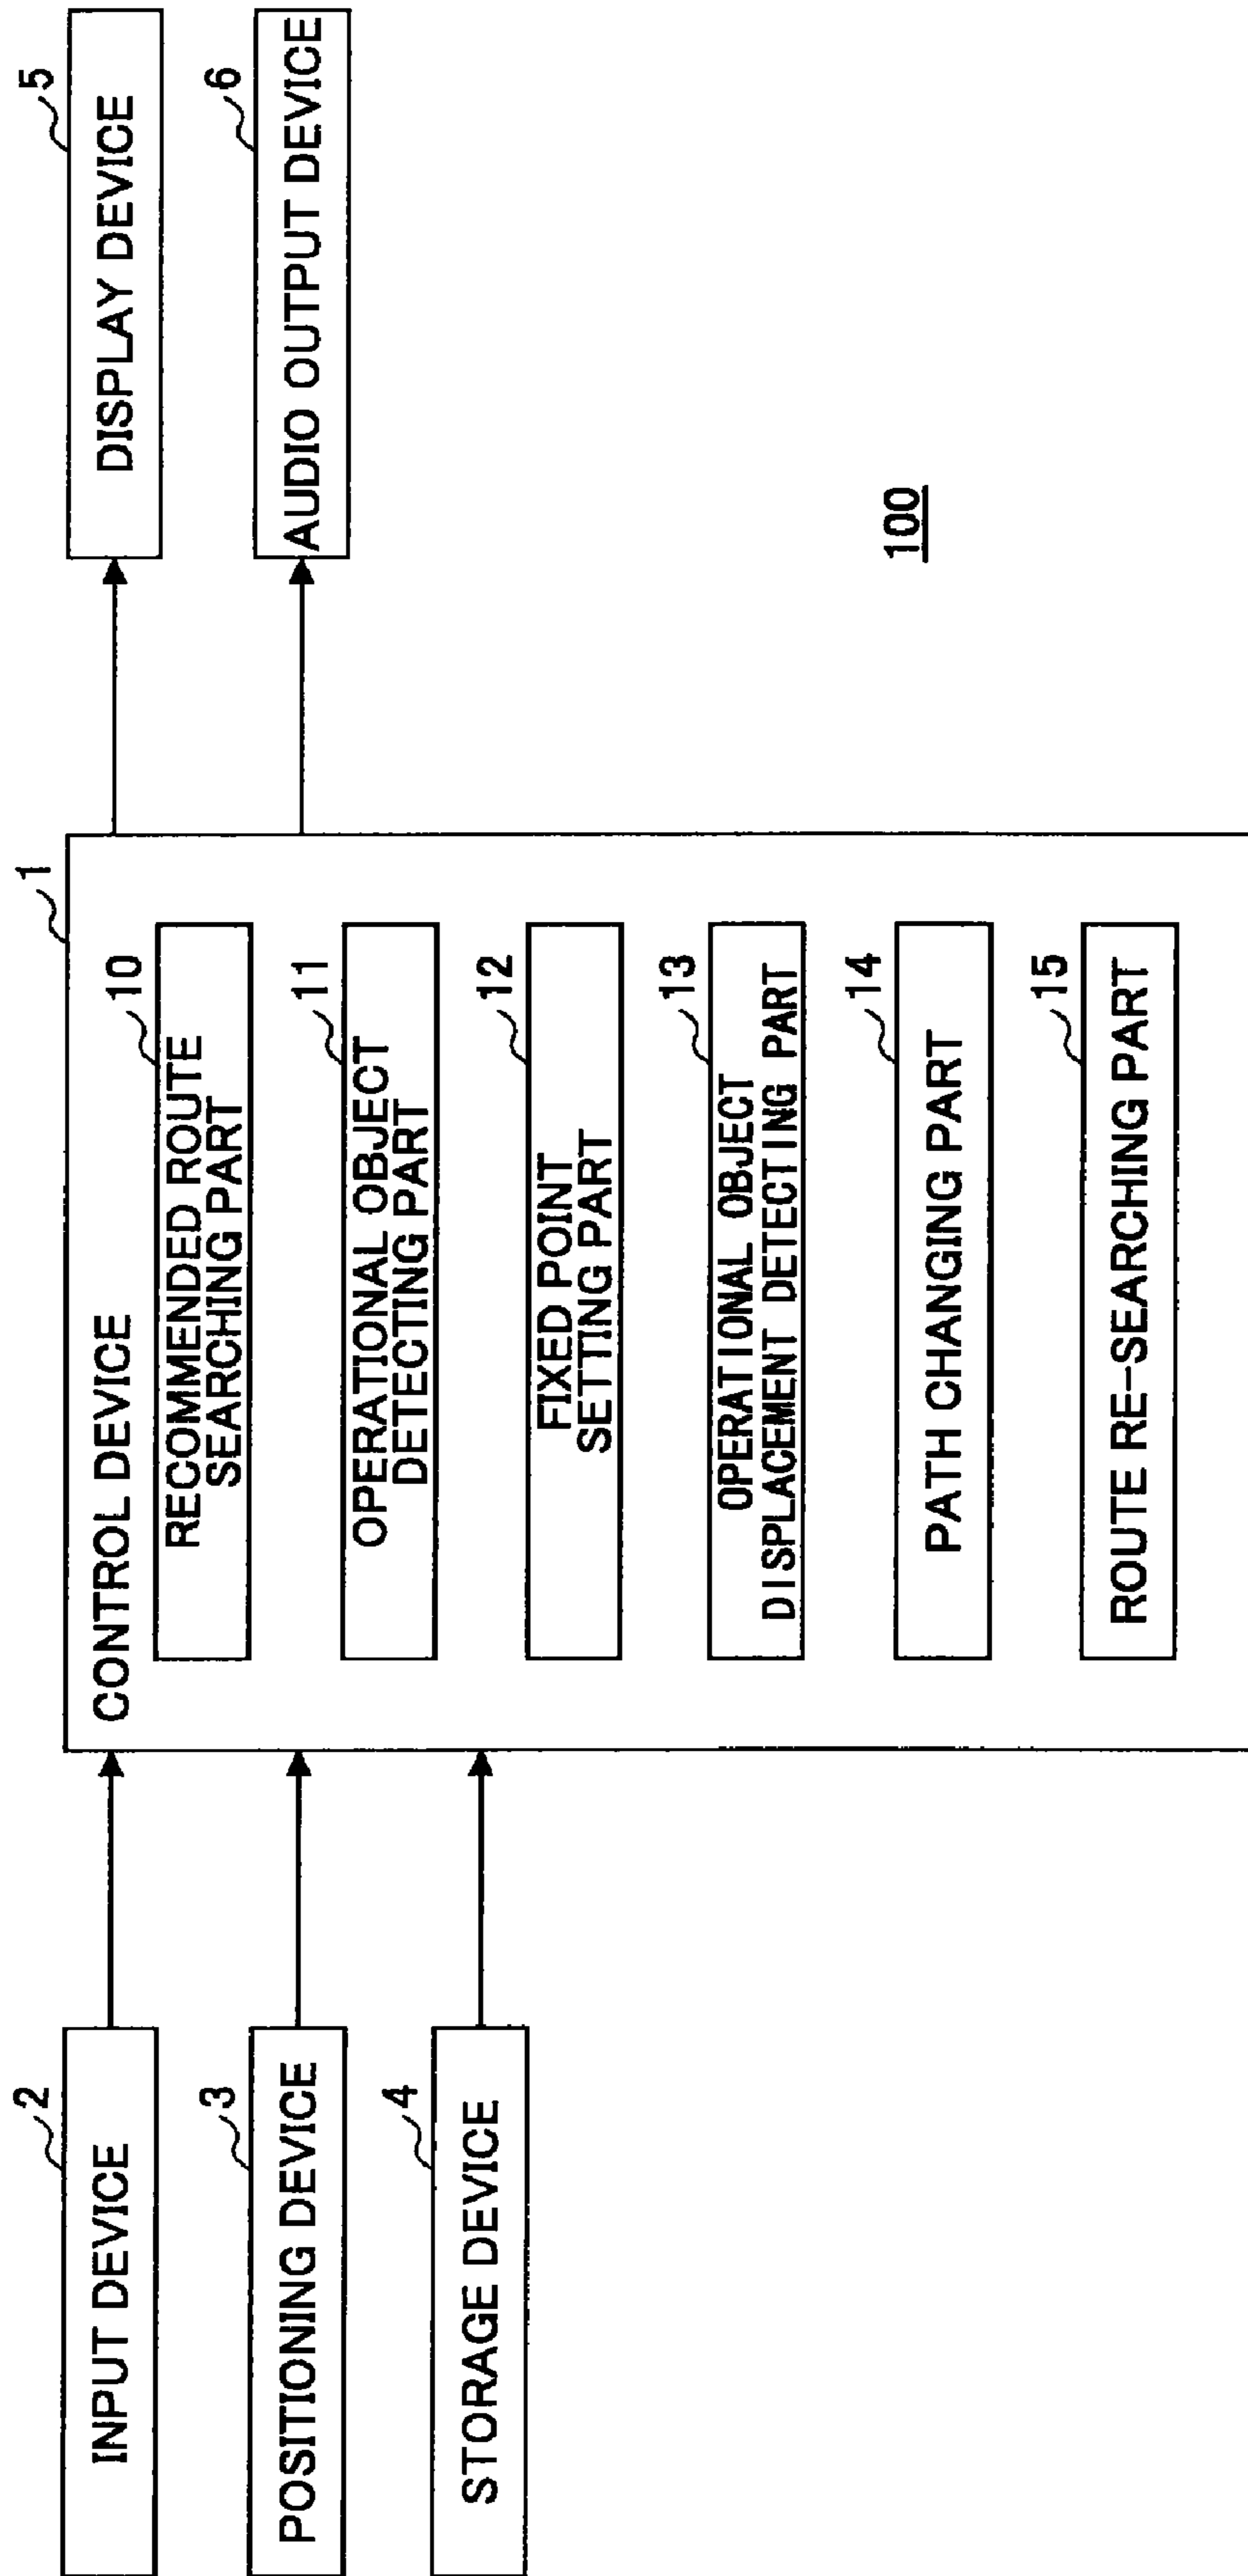 2
INPUT DEVICE
3
POSITIONING DEVICE
4
STORAGE DEVICE
1
CONTROL DEVICE
10
RECOMMENDED ROUTE
SEARCHING PART
11
OPERATIONAL OBJECT
DETECTING PART
12
FIXED POINT
SETTING PART
13
OPERATIONAL OBJECT
DISPLACEMENT DETECTING PART
14
PATH CHANGING PART
15
ROUTE RE-SEARCHING PART
5
DISPLAY DEVICE
6
AUDIO OUTPUT DEVICE
100